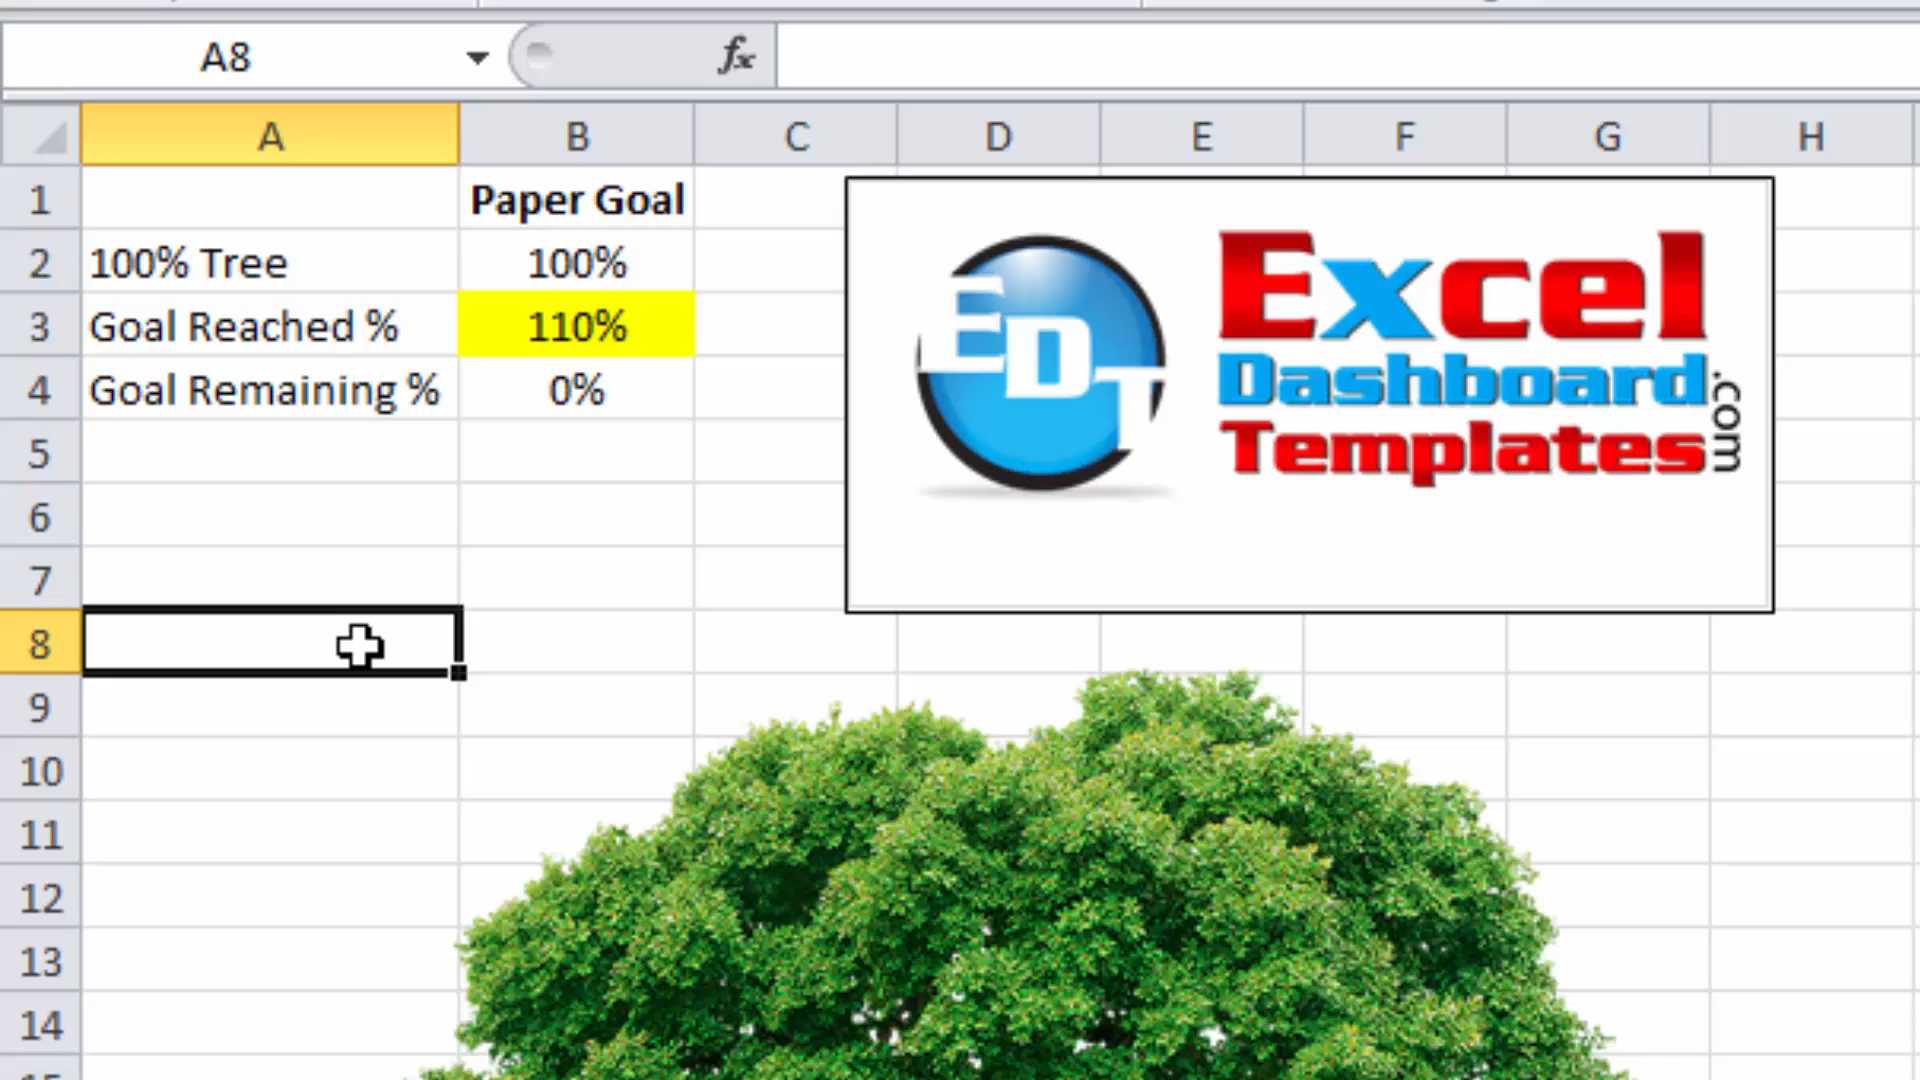 A8 fx
A B C D E F G H
1 Paper Goal
2 100% Tree 100%
3 Goal Reached % 110%
4 Goal Remaining % 0%
5
6
7
8
9
10
11
12
13
14
EDT
Excel
Dashboard
Templates
.com